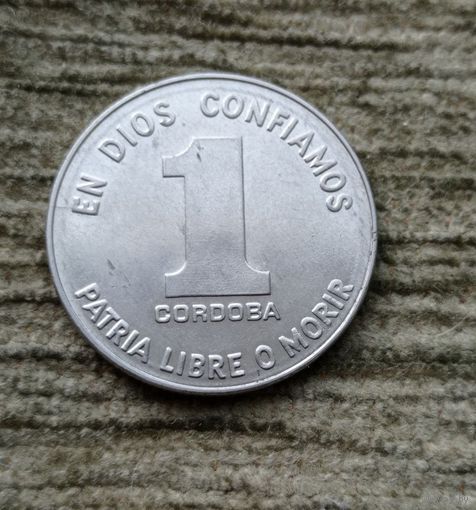 EN DIOS CONFIAMOS
1
CORDOBA
PATRIA LIBRE O MORIR